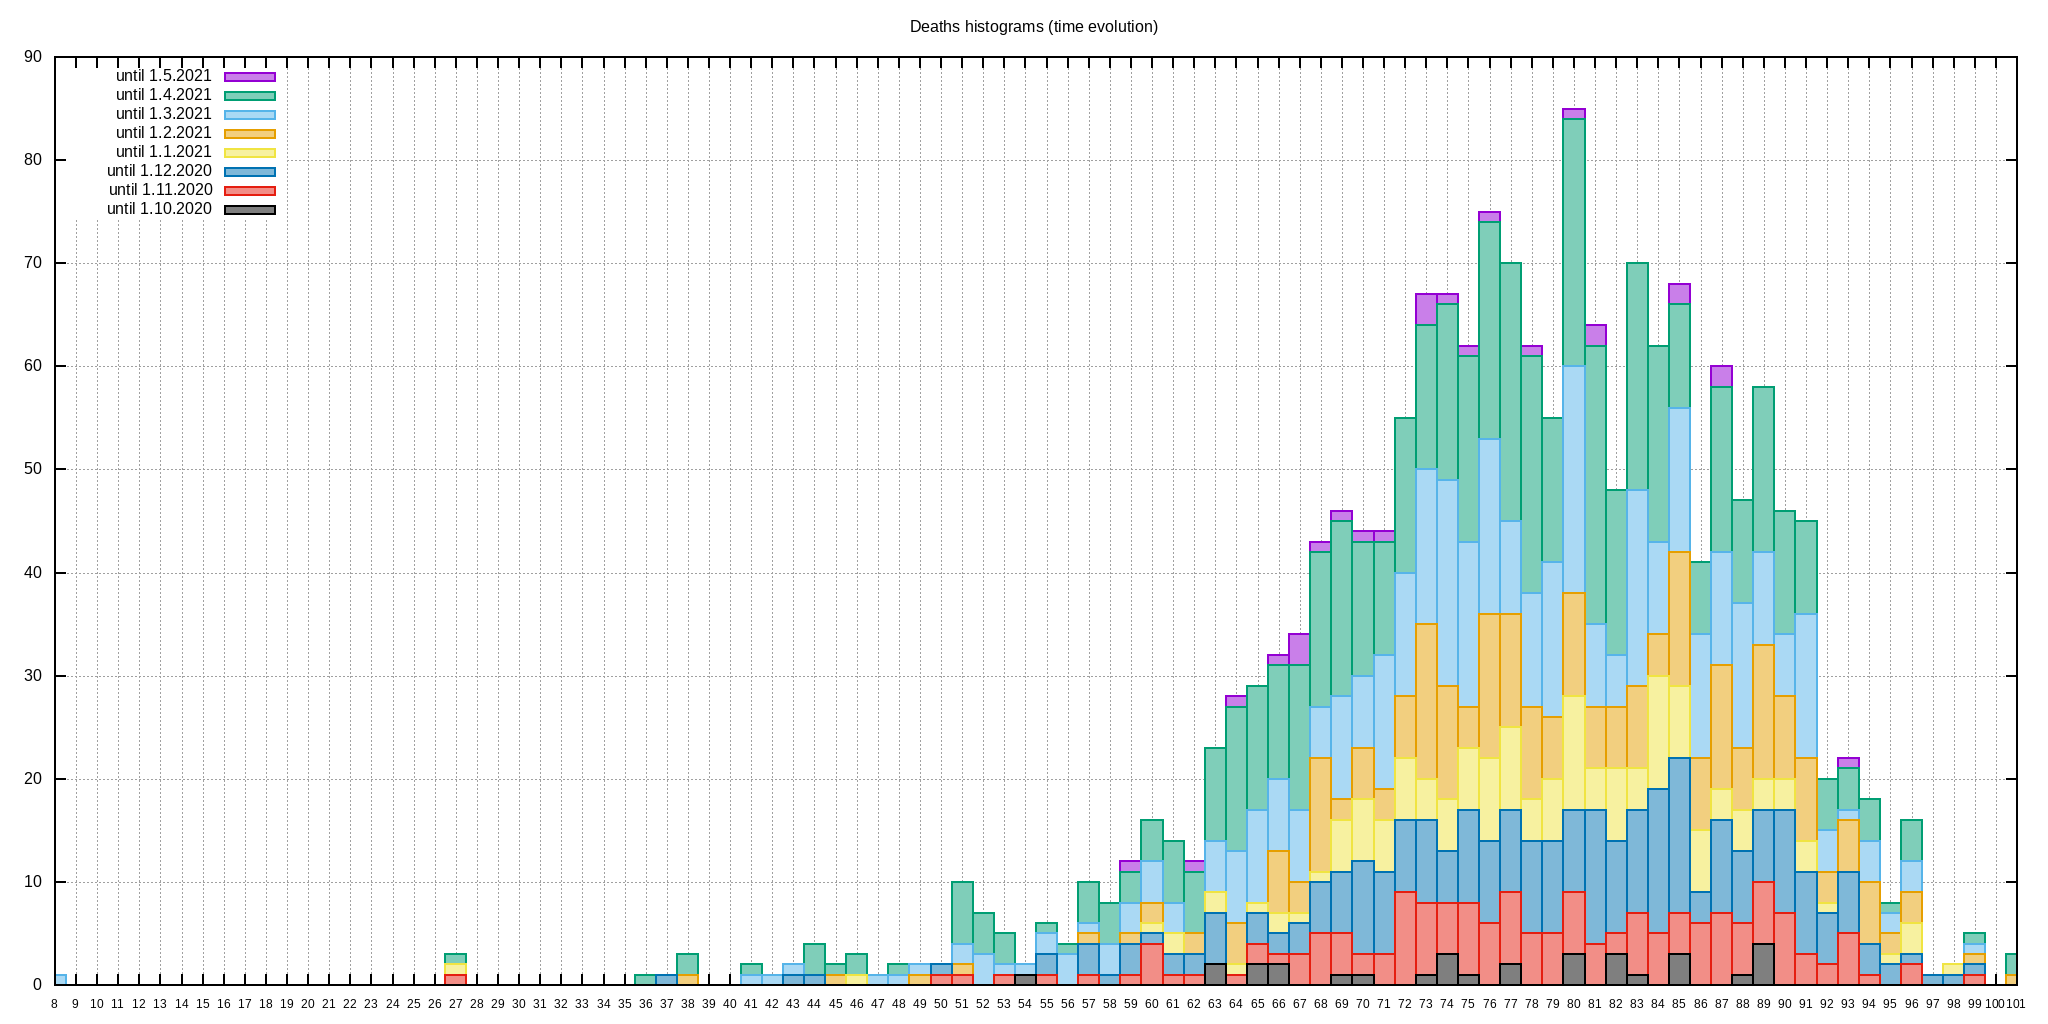 Deaths histograms (time evolution)
90
until 1.5.2021
until 1.4.2021
until 1.3.2021
until 1.2.2021
until 1.1.2021
until 1.12.2020
until 1.11.2020
until 1.10.2020
80
70
60
50
40
30
20
10
0
8 9 10 11 12 13 14 15 16 17 18 19 20 21 22 23 24 25 26 27 28 29 30 31 32 33 34 35 36 37 38 39 40 41 42 43 44 45 46 47 48 49 50 51 52 53 54 55 56 57 58 59 60 61 62 63 64 65 66 67 68 69 70 71 72 73 74 75 76 77 78 79 80 81 82 83 84 85 86 87 88 89 90 91 92 93 94 95 96 97 98 99 100 101